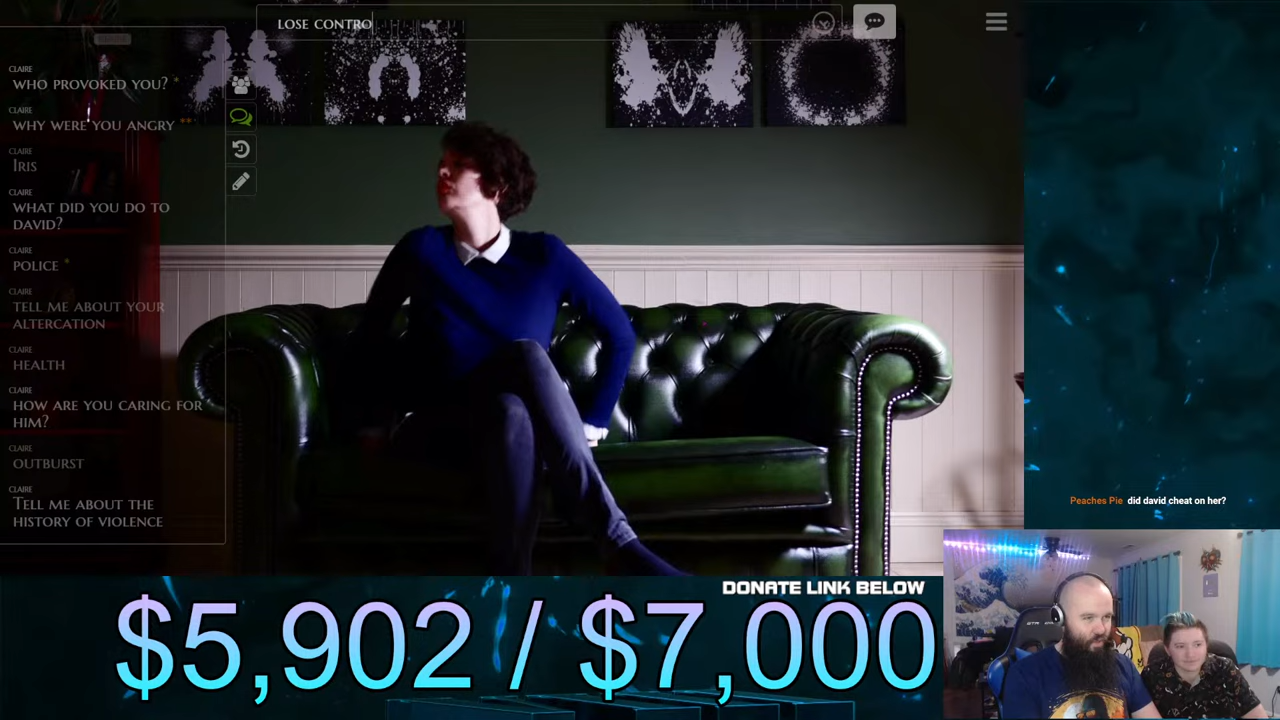 LOSE CONTRO
CLAIRE
WHO PROVOKED YOU? *
CLAIRE
WHY WERE YOU ANGRY **
CLAIRE
IRIS
CLAIRE
WHAT DID YOU DO TO
DAVID?
CLAIRE
POLICE *
CLAIRE
TELL ME ABOUT YOUR
ALTERCATION
CLAIRE
HEALTH
CLAIRE
HOW ARE YOU CARING FOR
HIM?
CLAIRE
OUTBURST
CLAIRE
TELL ME ABOUT THE
HISTORY OF VIOLENCE
Peaches Pie did david cheat on her?
DONATE LINK BELOW
$5,902 / $7,000